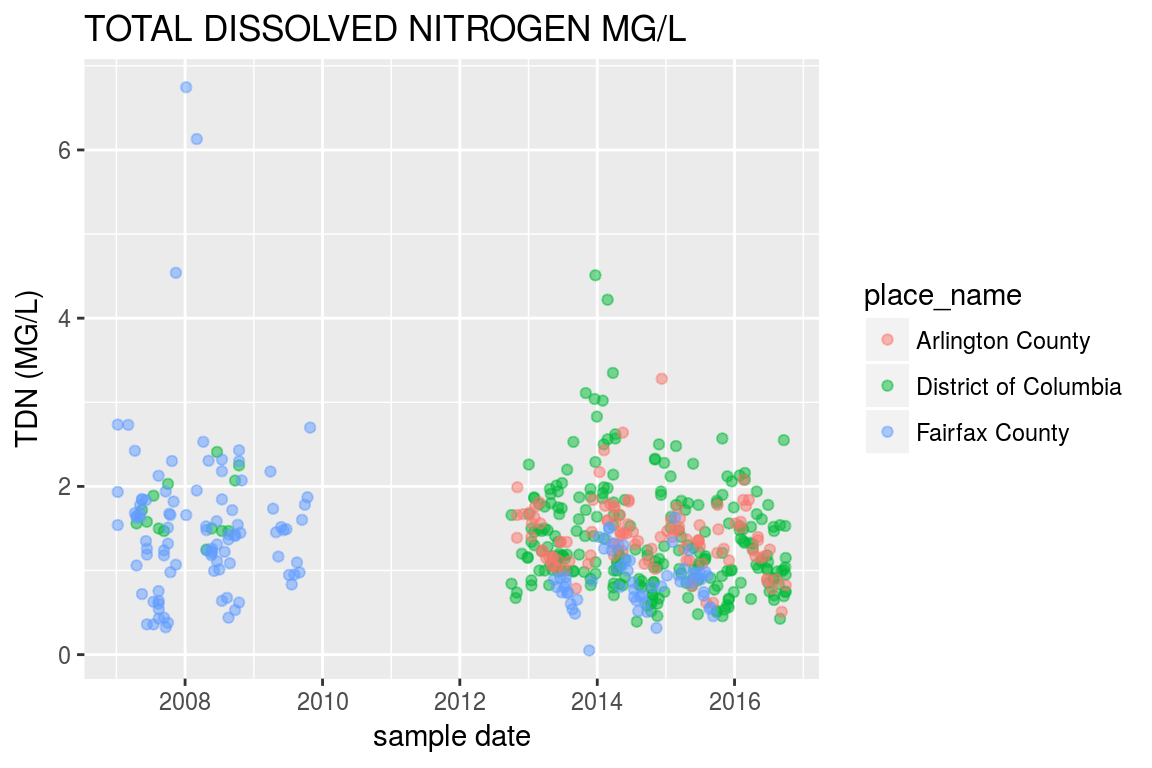 TOTAL DISSOLVED NITROGEN MG/L
TDN (MG/L)
6
4
2
0
2008 2010 2012 2014 2016
sample date
place_name
Arlington County
District of Columbia
Fairfax County